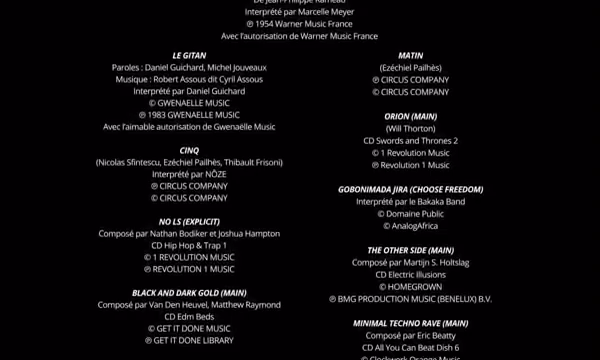 De Jean-Philippe Rameau
Interprété par Marcelle Meyer
℗ 1954 Warner Music France
Avec l'autorisation de Warner Music France
LE GITAN
Paroles : Daniel Guichard, Michel Jouveaux
Musique : Robert Assous dit Cyril Assous
Interprété par Daniel Guichard
© GWENAELLE MUSIC
℗ 1983 GWENAELLE MUSIC
Avec l'aimable autorisation de Gwenaëlle Music
CINQ
(Nicolas Sfintescu, Ezéchiel Pailhès, Thibault Frisoni)
Interprété par NÔZE
℗ CIRCUS COMPANY
© CIRCUS COMPANY
NO LS (EXPLICIT)
Composé par Nathan Bodiker et Joshua Hampton
CD Hip Hop & Trap 1
© 1 REVOLUTION MUSIC
℗ REVOLUTION 1 MUSIC
BLACK AND DARK GOLD (MAIN)
Composé par Van Den Heuvel, Matthew Raymond
CD Edm Beds
© GET IT DONE MUSIC
℗ GET IT DONE LIBRARY
MATIN
(Ezéchiel Pailhès)
℗ CIRCUS COMPANY
© CIRCUS COMPANY
ORION (MAIN)
(Will Thorton)
CD Swords and Thrones 2
© 1 Revolution Music
℗ Revolution 1 Music
GOBONIMADA JIRA (CHOOSE FREEDOM)
Interprété par le Bakaka Band
© Domaine Public
© AnalogAfrica
THE OTHER SIDE (MAIN)
Composé par Martijn S. Holtslag
CD Electric Illusions
© HOMEGROWN
℗ BMG PRODUCTION MUSIC (BENELUX) B.V.
MINIMAL TECHNO RAVE (MAIN)
Composé par Eric Beatty
CD All You Can Beat Dish 6
© Clockwork Orange Music